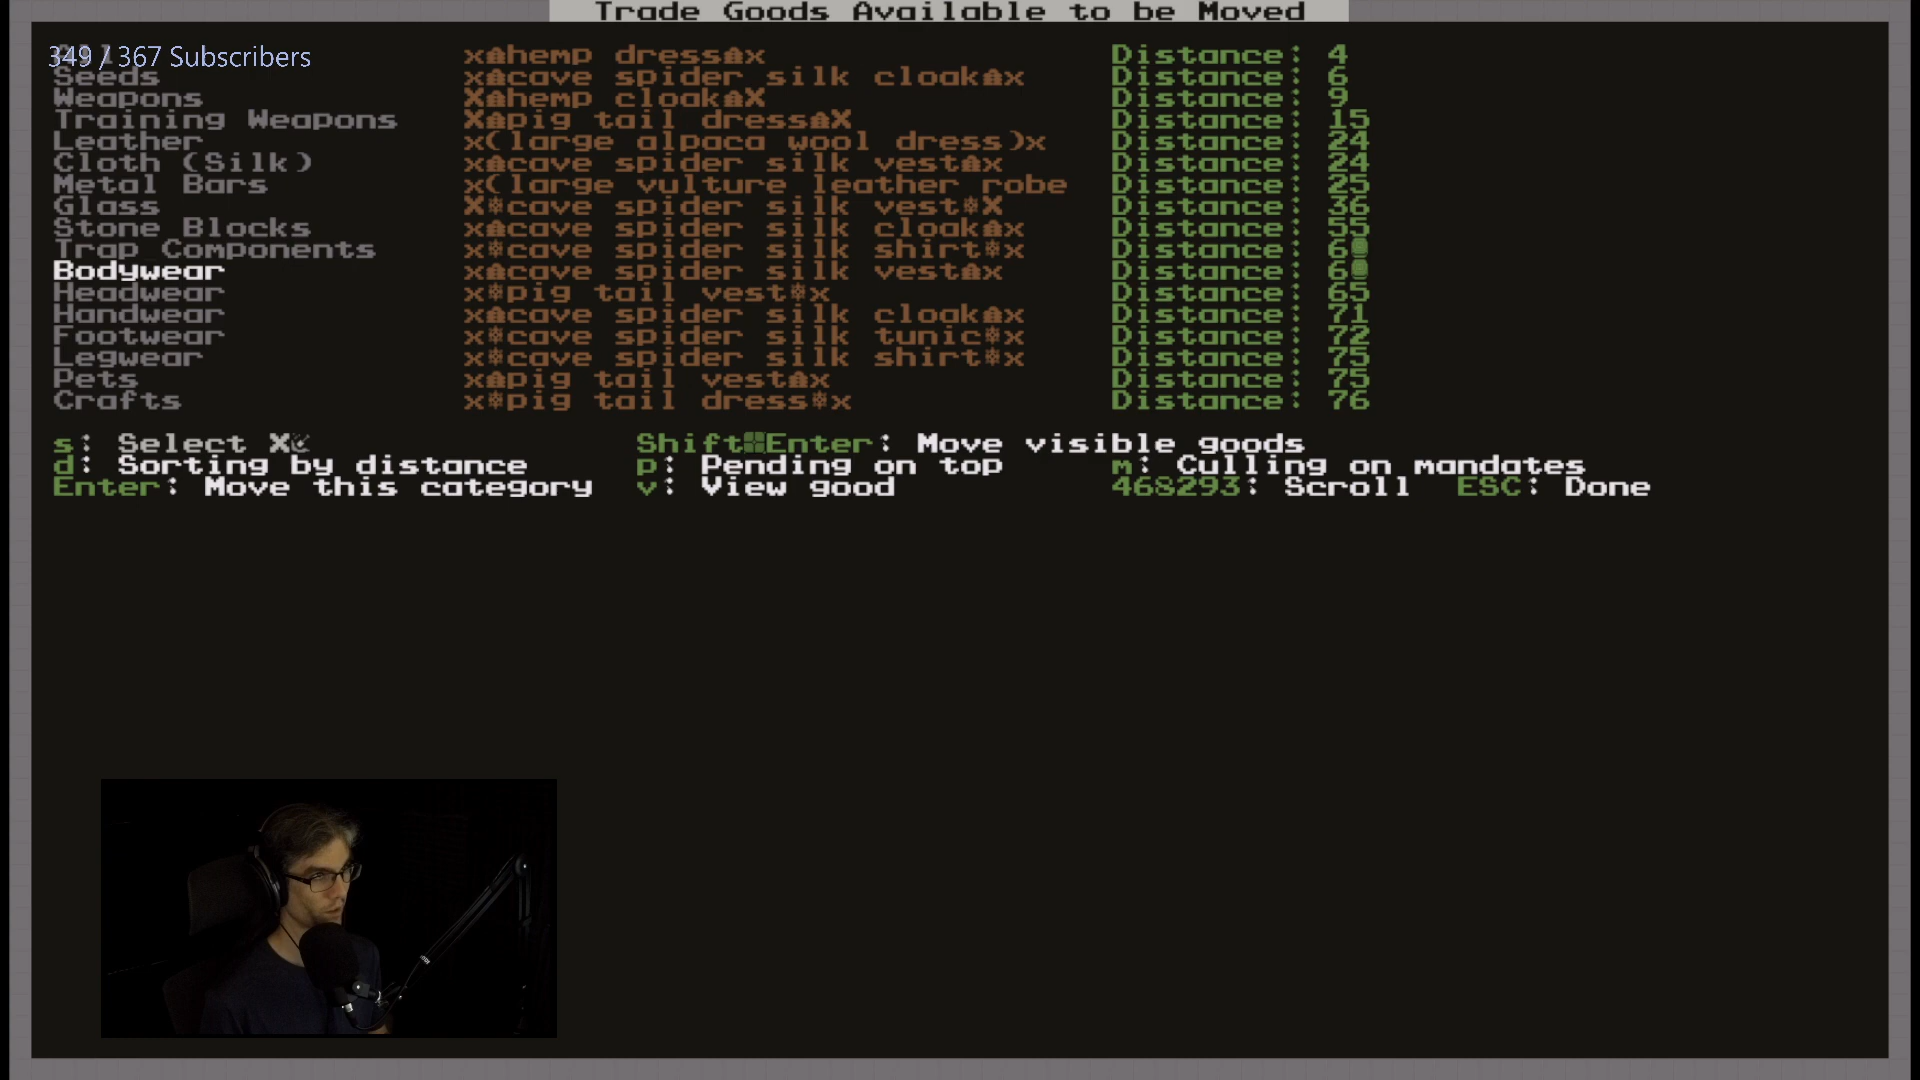 Trade Goods Available to be Moved
349 / 367 Subscribers
All x☖hemp dress☖x Distance: 4
Seeds x☖cave spider silk cloak☖x Distance: 6
Weapons X☖hemp cloak☖X Distance: 9
Training Weapons X☖pig tail dress☖X Distance: 15
Leather x(large alpaca wool dress)x Distance: 24
Cloth (Silk) x☖cave spider silk vest☖x Distance: 24
Metal Bars x(large vulture leather robe Distance: 25
Glass X*cave spider silk vest*X Distance: 36
Stone Blocks x☖cave spider silk cloak☖x Distance: 55
Trap Components x*cave spider silk shirt*x Distance: 6
Bodywear x☖cave spider silk vest☖x Distance: 6
Headwear x*pig tail vest*x Distance: 65
Handwear x☖cave spider silk cloak☖x Distance: 71
Footwear x*cave spider silk tunic*x Distance: 72
Legwear x*cave spider silk shirt*x Distance: 75
Pets x☖pig tail vest☖x Distance: 75
Crafts x*pig tail dress*x Distance: 76
s: Select X Shift Enter: Move visible goods
d: Sorting by distance p: Pending on top m: Culling on mandates
Enter: Move this category v: View good 468293: Scroll ESC: Done